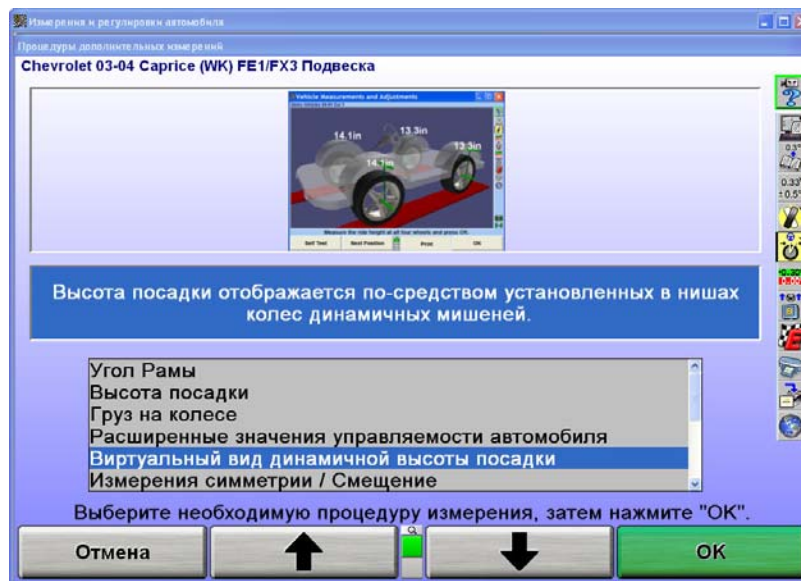 Измерения и регулировки автомобиля
Процедуры дополнительных измерений
Chevrolet 03-04 Caprice (WK) FE1/FX3 Подвеска
Vehicle Measurements and Adjustments
14.1in
13.3in
14.1in
13.3in
Measure the ride height at all four wheels and press OK.
Self Test
Next Position
Print
OK
Высота посадки отображается по-средством установленных в нишах
колес динамичных мишеней.
Угол Рамы
Высота посадки
Груз на колесе
Расширенные значения управляемости автомобиля
Виртуальный вид динамичной высоты посадки
Измерения симметрии / Смещение
Выберите необходимую процедуру измерения, затем нажмите "OK".
Отмена
OK